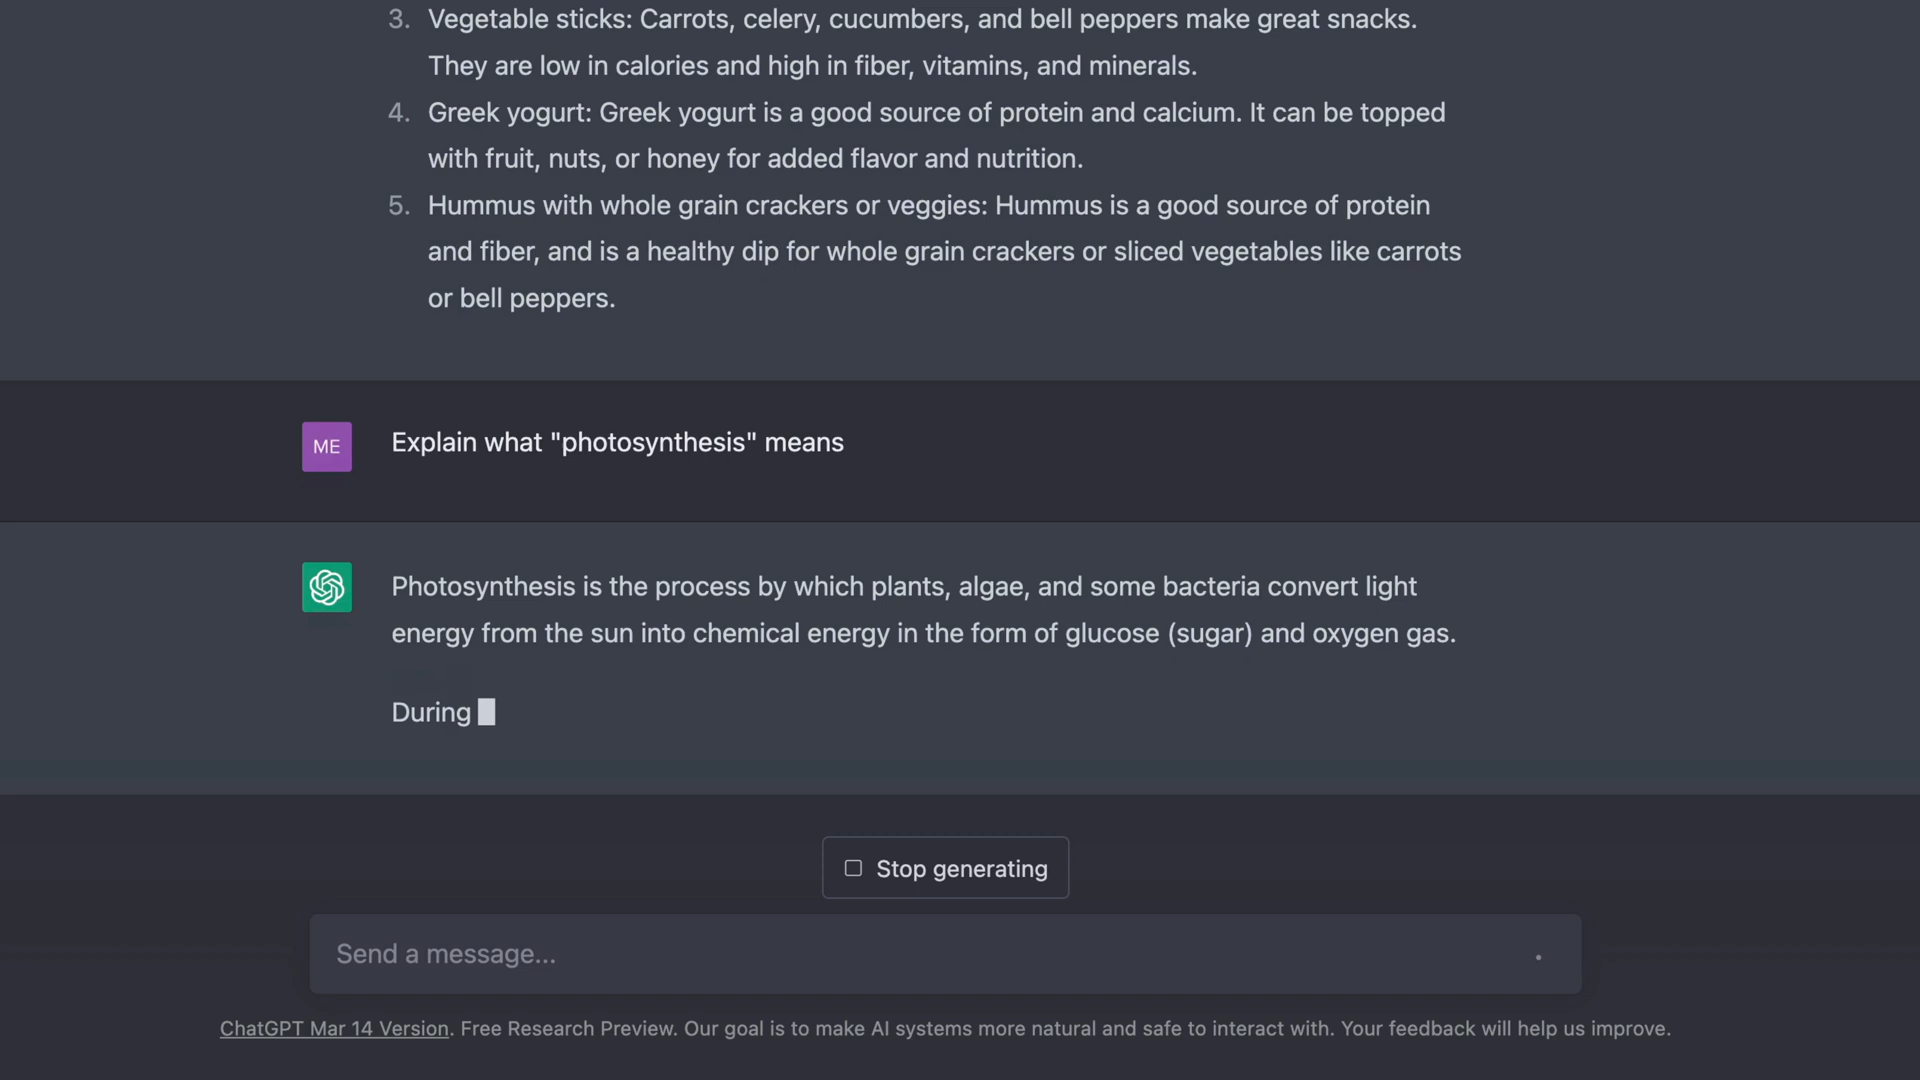 3. Vegetable sticks: Carrots, celery, cucumbers, and bell peppers make great snacks.
They are low in calories and high in fiber, vitamins, and minerals.
4. Greek yogurt: Greek yogurt is a good source of protein and calcium. It can be topped
with fruit, nuts, or honey for added flavor and nutrition.
5. Hummus with whole grain crackers or veggies: Hummus is a good source of protein
and fiber, and is a healthy dip for whole grain crackers or sliced vegetables like carrots
or bell peppers.
ME Explain what "photosynthesis" means
Photosynthesis is the process by which plants, algae, and some bacteria convert light
energy from the sun into chemical energy in the form of glucose (sugar) and oxygen gas.
During
Stop generating
Send a message...
ChatGPT Mar 14 Version. Free Research Preview. Our goal is to make AI systems more natural and safe to interact with. Your feedback will help us improve.